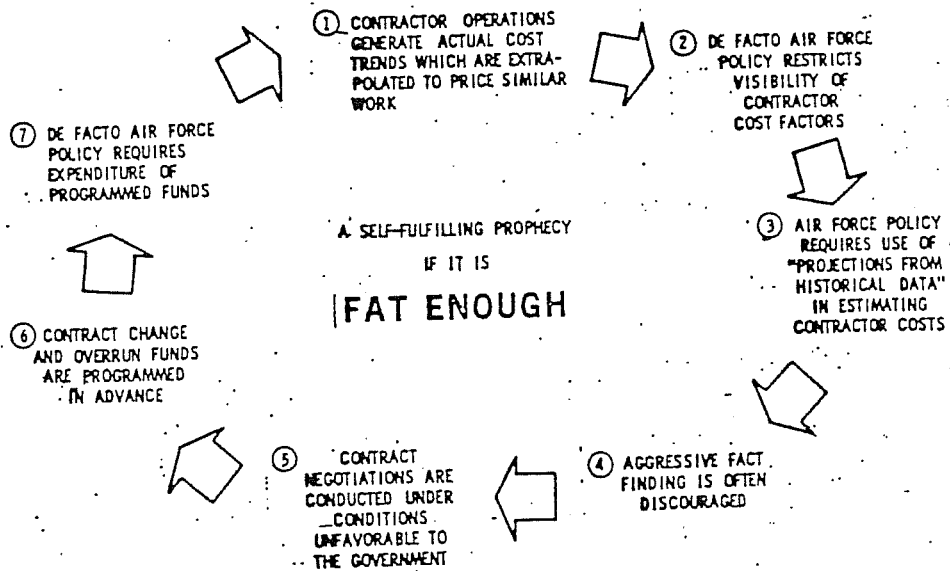 ① CONTRACTOR OPERATIONS
GENERATE ACTUAL COST
TRENDS WHICH ARE EXTRA-
POLATED TO PRICE SIMILAR
WORK
② DE FACTO AIR FORCE
POLICY RESTRICTS
VISIBILITY OF
CONTRACTOR
COST FACTORS
③ AIR FORCE POLICY
REQUIRES USE OF
"PROJECTIONS FROM
HISTORICAL DATA"
IN ESTIMATING
CONTRACTOR COSTS
④ AGGRESSIVE FACT
FINDING IS OFTEN
DISCOURAGED
⑤ CONTRACT
NEGOTIATIONS ARE
CONDUCTED UNDER
CONDITIONS
UNFAVORABLE TO
THE GOVERNMENT
⑥ CONTRACT CHANGE
AND OVERRUN FUNDS
ARE PROGRAMMED
IN ADVANCE
⑦ DE FACTO AIR FORCE
POLICY REQUIRES
EXPENDITURE OF
PROGRAMMED FUNDS
A SELF-FULFILLING PROPHECY
IF IT IS
FAT ENOUGH